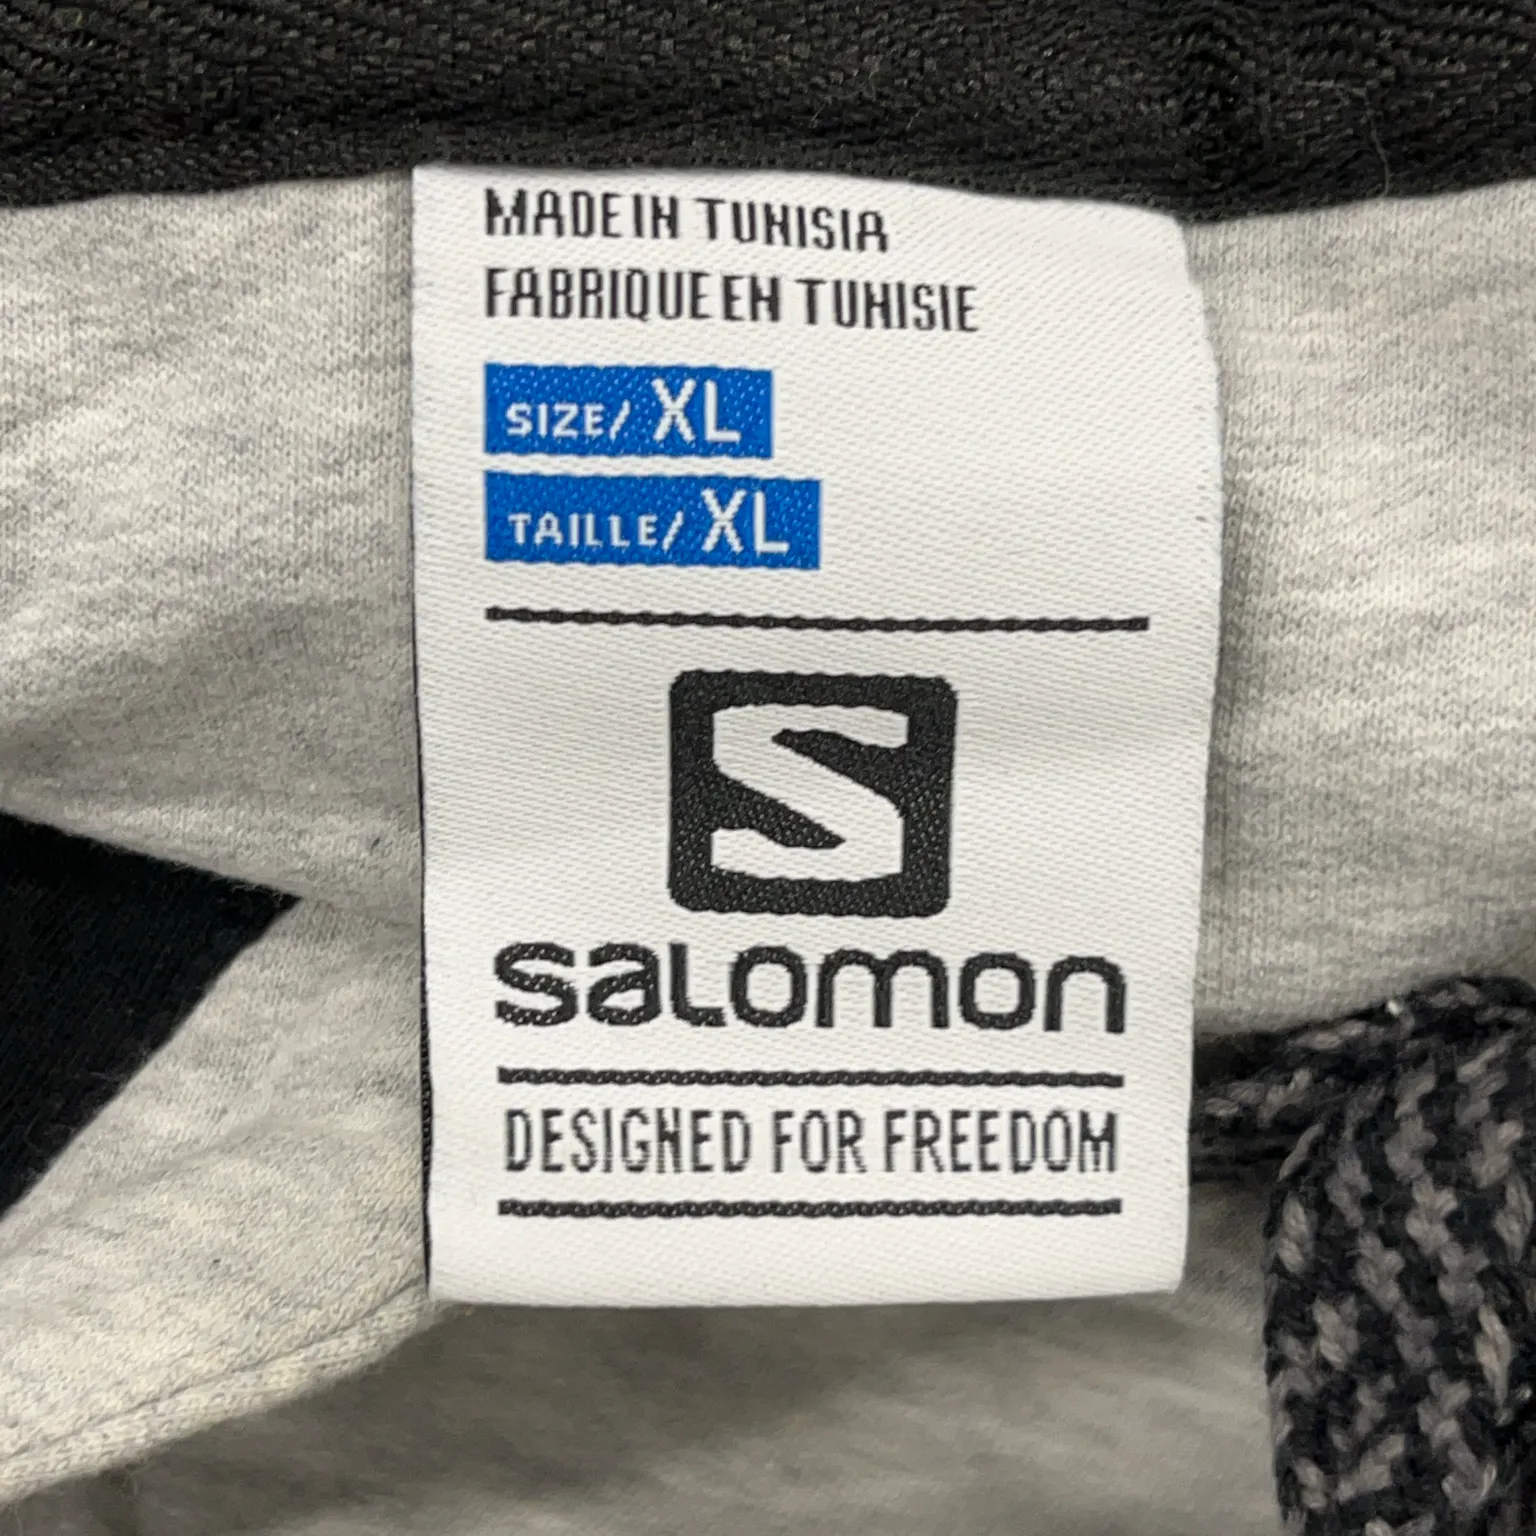 MADE IN TUNISIA
FABRIQUE EN TUNISIE
SIZE/ XL
TAILLE/ XL
S
SALOMON
DESIGNED FOR FREEDOM